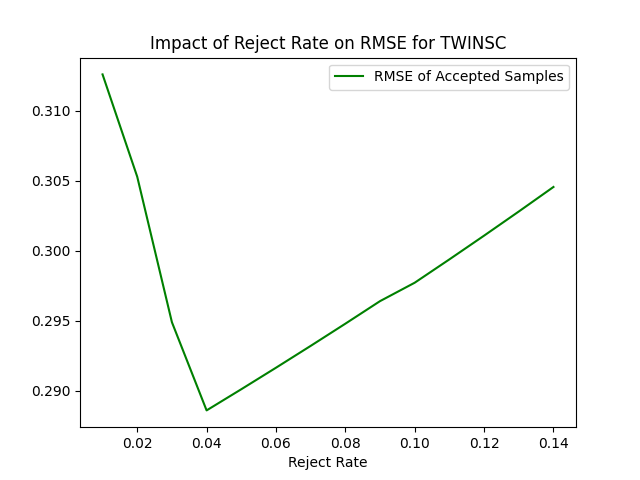 Impact of Reject Rate on RMSE for TWINSC
RMSE of Accepted Samples
0.310
0.305
0.300
0.295
0.290
0.02 0.04 0.06 0.08 0.10 0.12 0.14
Reject Rate